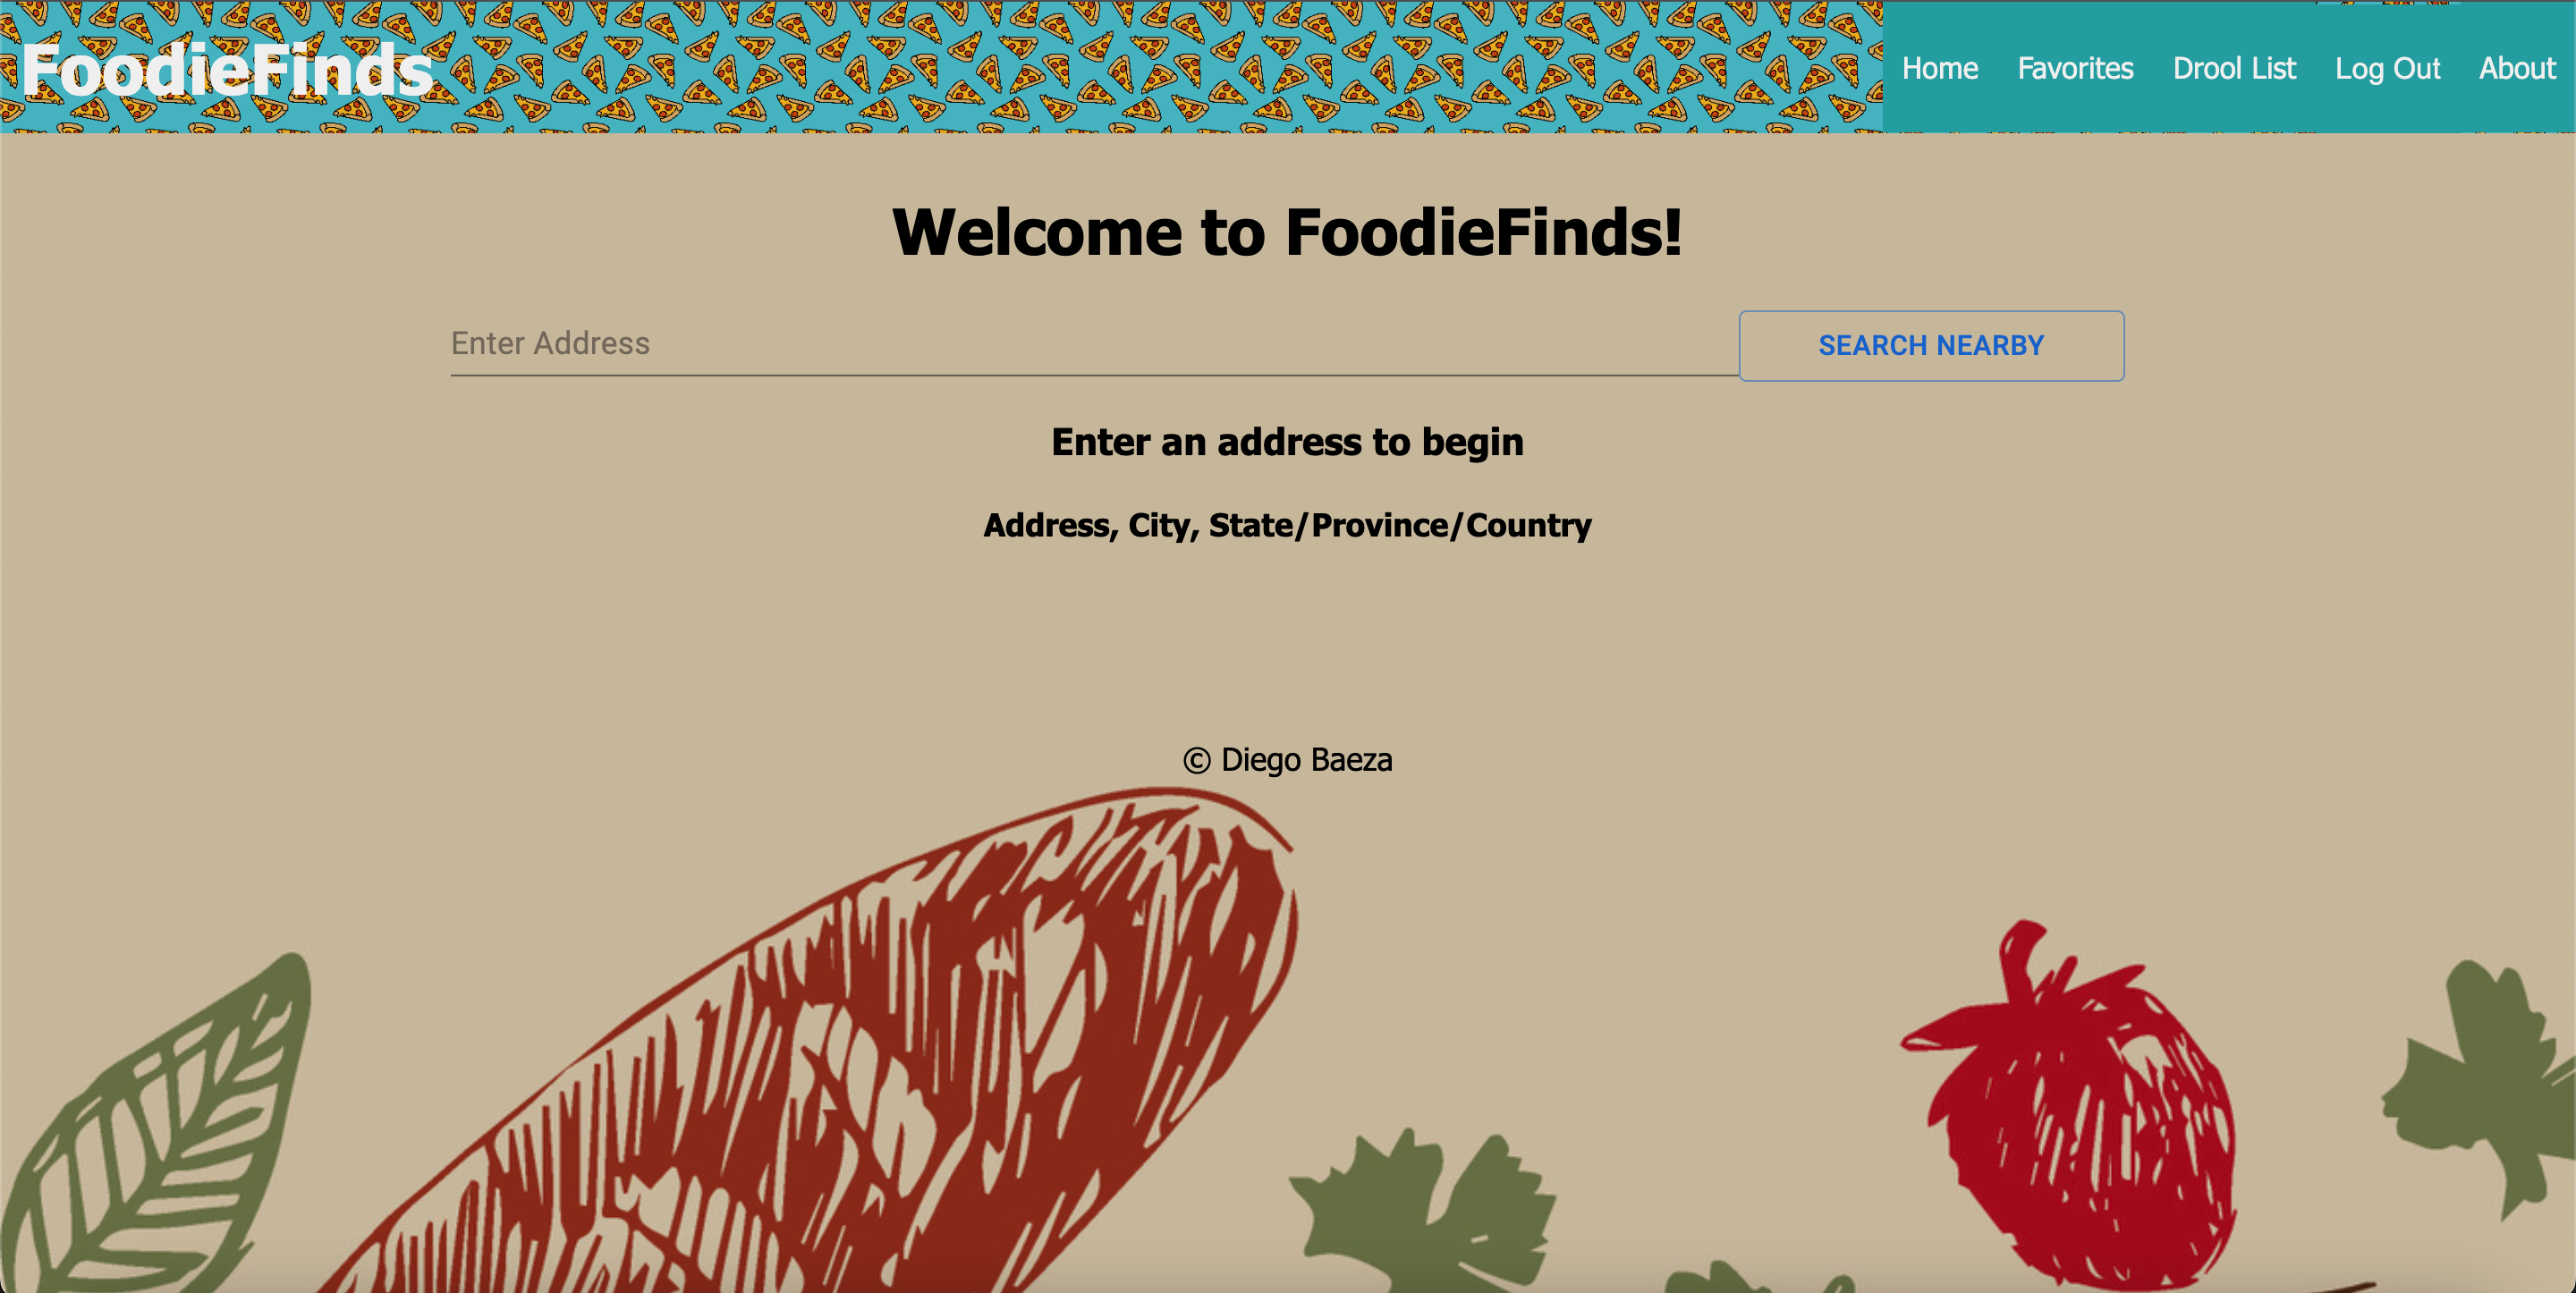 FoodieFinds
Home Favorites Drool List Log Out About
Welcome to FoodieFinds!
Enter Address
SEARCH NEARBY
Enter an address to begin
Address, City, State/Province/Country
© Diego Baeza